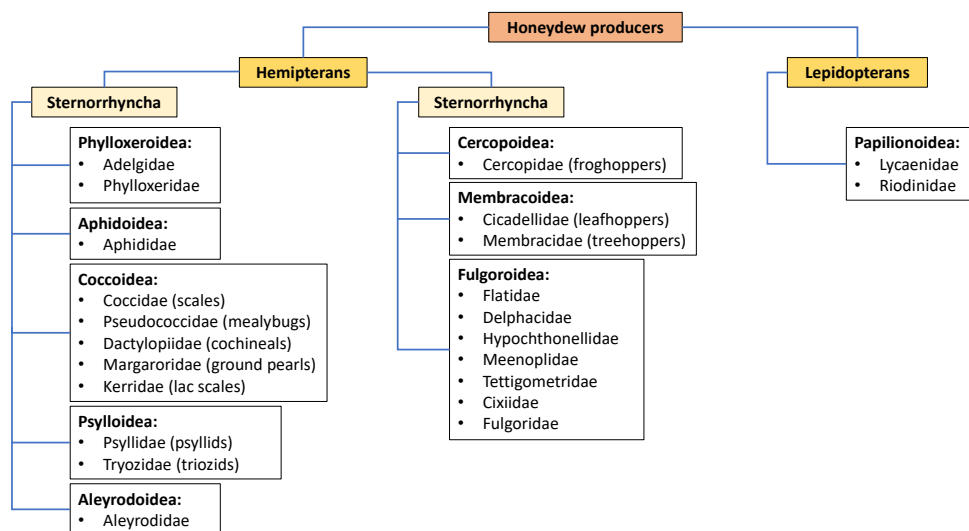 Honeydew producers
Hemipterans
Lepidopterans
Sternorrhyncha
Phylloxeroidea:
• Adelgidae
• Phylloxeridae
Aphidoidea:
• Aphididae
Coccoidea:
• Coccidae (scales)
• Pseudococcidae (mealybugs)
• Dactylopiidae (cochineals)
• Margaroridae (ground pearls)
• Kerridae (lac scales)
Psylloidea:
• Psyllidae (psyllids)
• Tryozidae (triozids)
Aleyrodoidea:
• Aleyrodidae
Sternorrhyncha
Cercopoidea:
• Cercopidae (froghoppers)
Membracoidea:
• Cicadellidae (leafhoppers)
• Membracidae (treehoppers)
Fulgoroidea:
• Flatidae
• Delphacidae
• Hypochthonellidae
• Meenoplidae
• Tettigometridae
• Cixiidae
• Fulgoridae
Papilionoidea:
• Lycaenidae
• Riodinidae